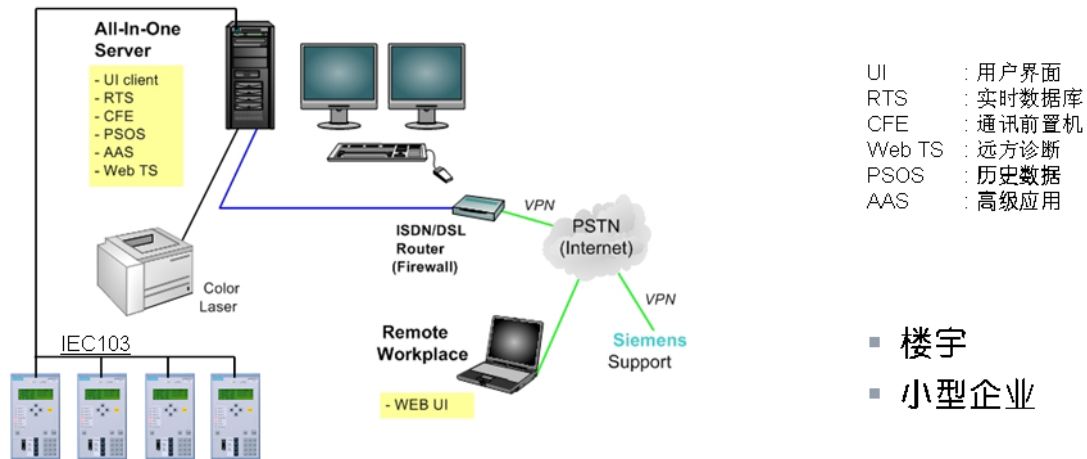 All-In-One
Server
- UI client
- RTS
- CFE
- PSOS
- AAS
- Web TS
Color
Laser
IEC103
ISDN/DSL
Router
(Firewall)
VPN
PSTN
(Internet)
VPN
Siemens
Support
Remote
Workplace
- WEB UI
UI : 用户界面
RTS : 实时数据库
CFE : 通讯前置机
Web TS : 远方诊断
PSOS : 历史数据
AAS : 高级应用
▪ 楼宇
▪ 小型企业